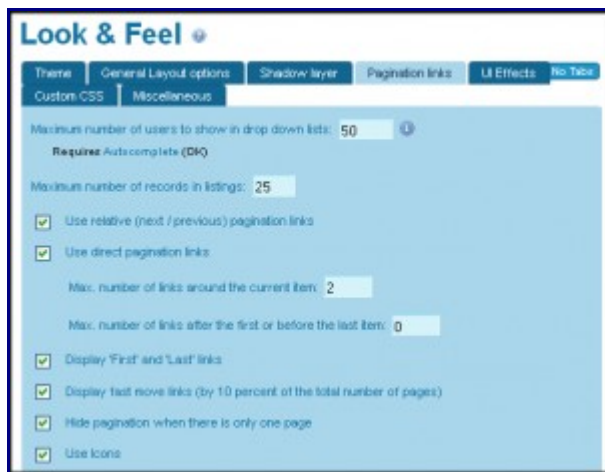 Look & Feel
Theme General Layout options Shadow layer Pagination links UI Effects No Tabs
Custom CSS Miscellaneous
Maximum number of users to show in drop down lists: 50
Requires Autocomplete (OK)
Maximum number of records in listings: 25
Use relative (next / previous) pagination links
Use direct pagination links
Max. number of links around the current item: 2
Max. number of links after the first or before the last item: 0
Display 'First' and 'Last' links
Display fast move links (by 10 percent of the total number of pages)
Hide pagination when there is only one page
Use Icons